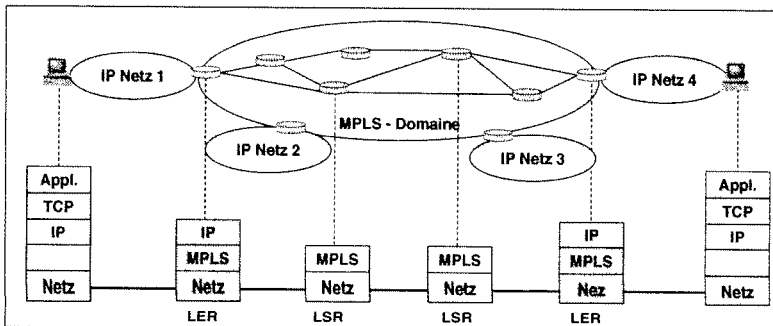 IP Netz 1
IP Netz 4
MPLS - Domaine
IP Netz 2
IP Netz 3
Appl.
TCP
IP
Netz
IP
MPLS
Netz
LER
MPLS
Netz
LSR
MPLS
Netz
LSR
IP
MPLS
Nez
LER
Appl.
TCP
IP
Netz